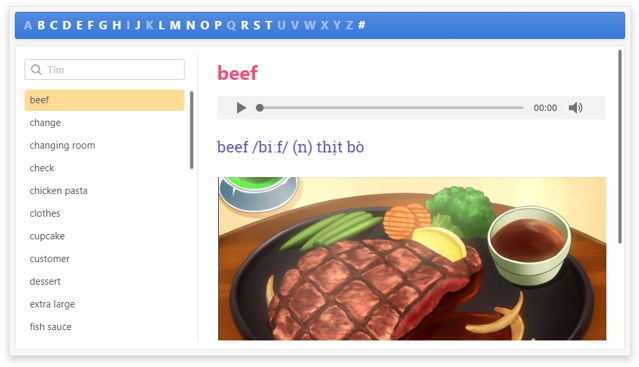 A B C D E F G H I J K L M N O P Q R S T U V W X Y Z #
Tìm
beef
change
changing room
check
chicken pasta
clothes
cupcake
customer
dessert
extra large
fish sauce
beef
00:00
beef /biːf/ (n) thịt bò